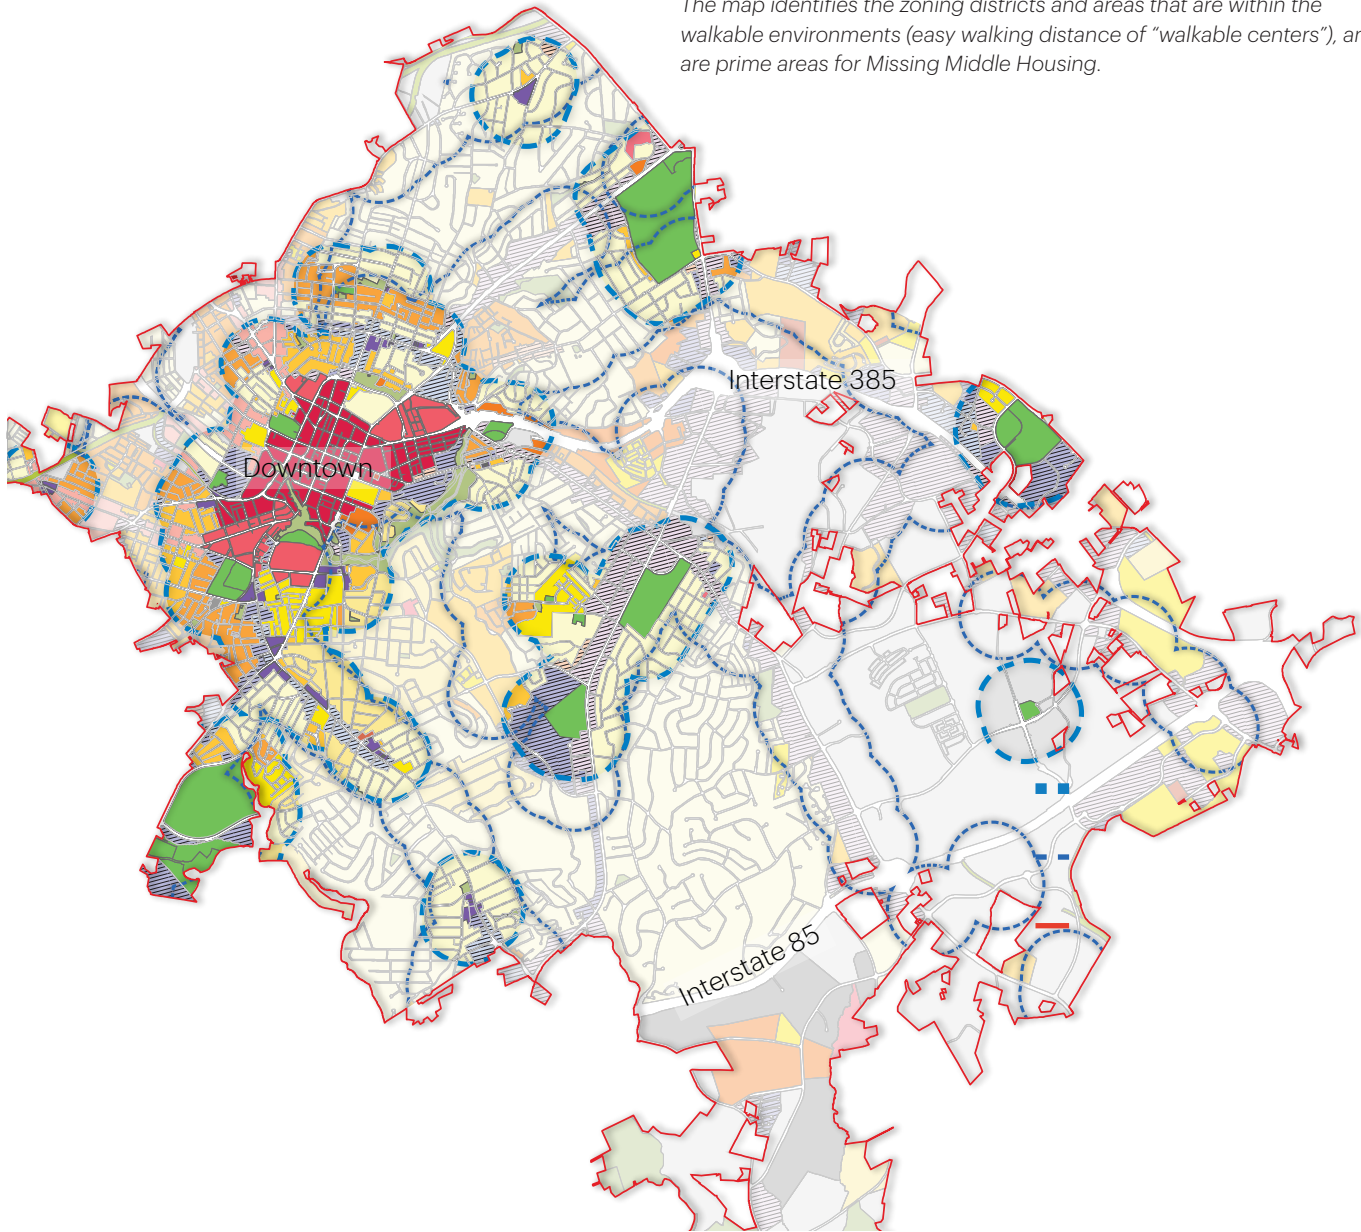 The map identifies the zoning districts and areas that are within the
walkable environments (easy walking distance of “walkable centers”),
are prime areas for Missing Middle Housing.
Interstate 385
Downtown
Interstate 85